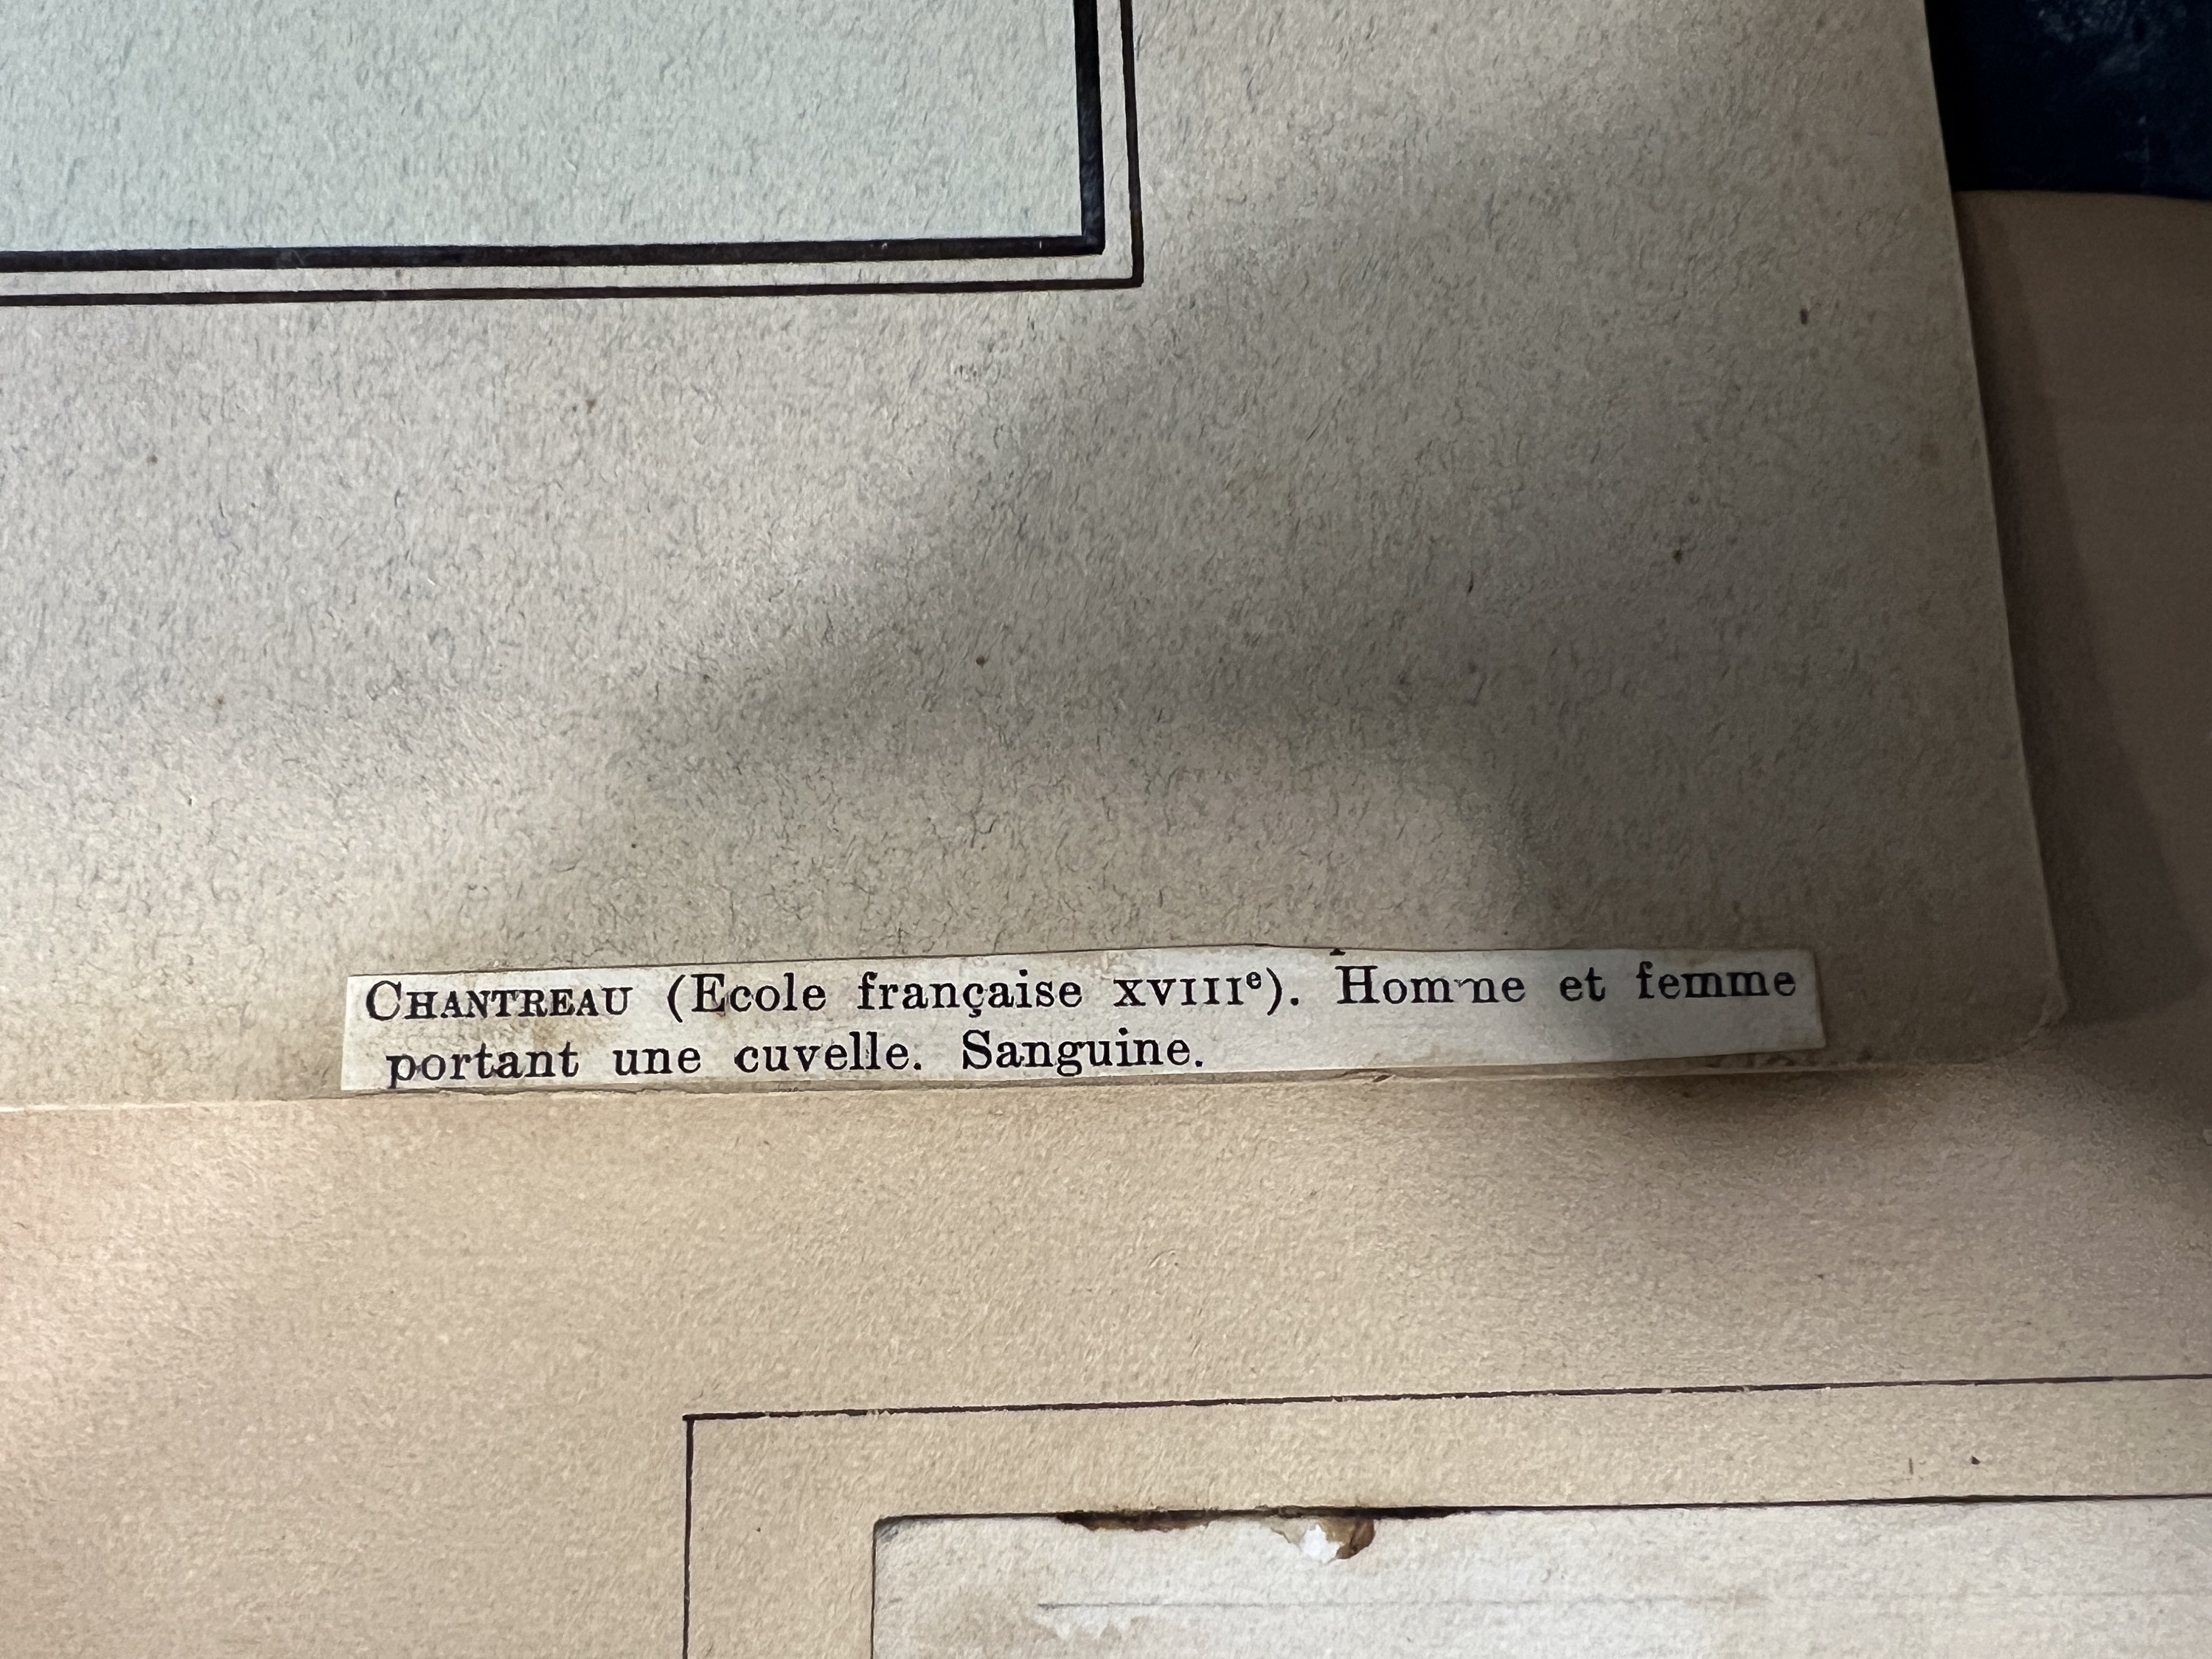 CHANTREAU (Ecole française XVIIIᵉ). Homme et femme
portant une cuvelle. Sanguine.